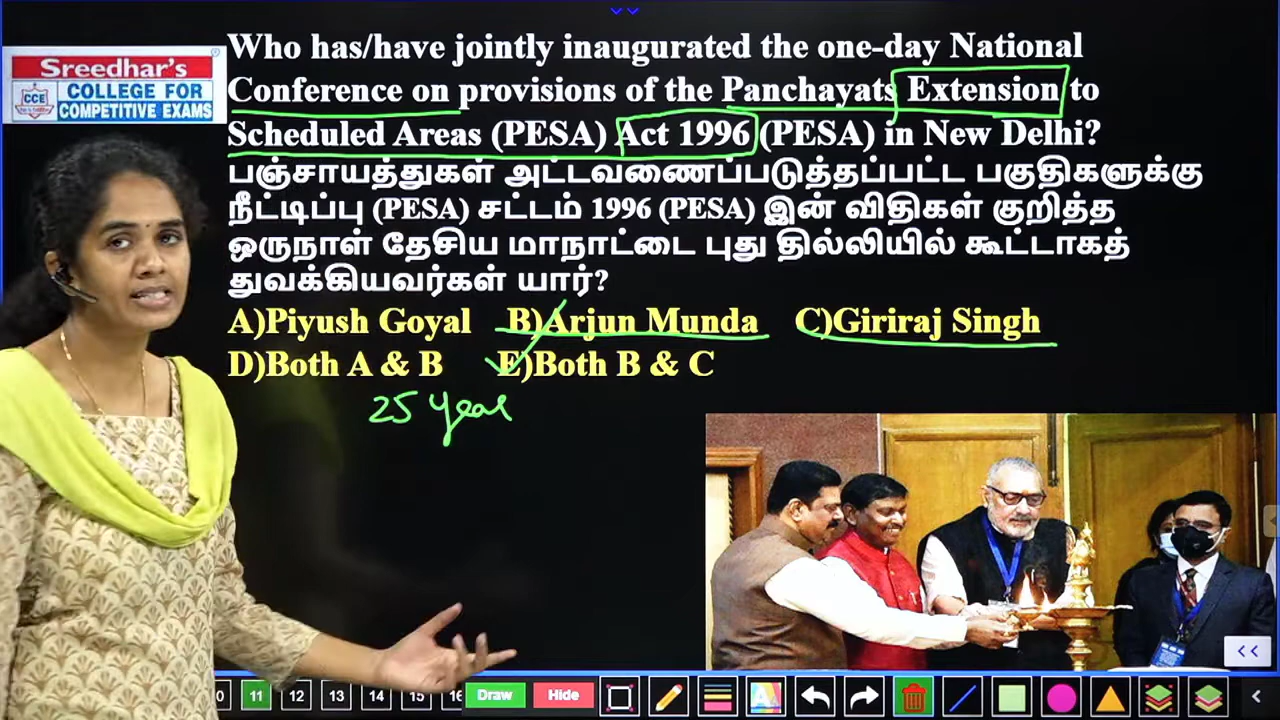 Sreedhar's
CCE
COLLEGE FOR
COMPETITIVE EXAMS
Who has/have jointly inaugurated the one-day National
Conference on provisions of the Panchayats Extension to
Scheduled Areas (PESA) Act 1996 (PESA) in New Delhi?
பஞ்சாயத்துகள் அட்டவணைப்படுத்தப்பட்ட பகுதிகளுக்கு
நீட்டிப்பு (PESA) சட்டம் 1996 (PESA) இன் விதிகள் குறித்த
ஒருநாள் தேசிய மாநாட்டை புது தில்லியில் கூட்டாகத்
துவக்கியவர்கள் யார்?
A)Piyush Goyal B)Arjun Munda C)Giriraj Singh
D)Both A & B E)Both B & C
25 year
0 11 12 13 14 15 16 Draw Hide